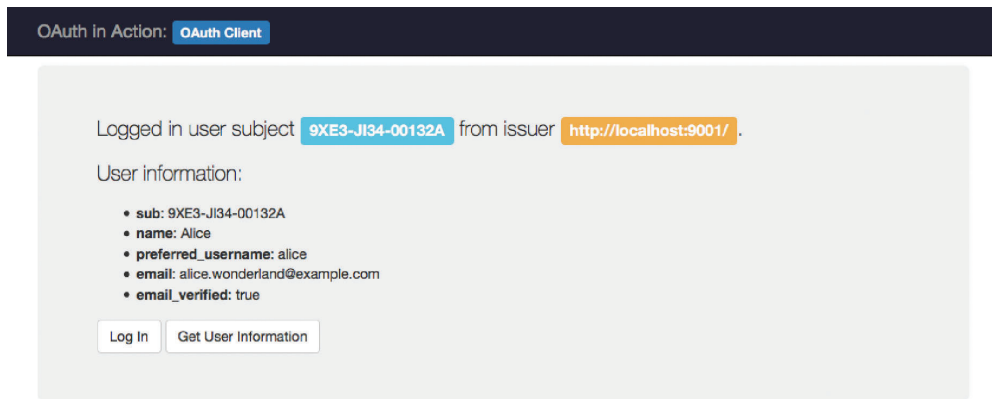 OAuth in Action: OAuth Client
Logged in user subject 9XE3-JI34-00132A from issuer http://localhost:9001/ .
User information:
• sub: 9XE3-JI34-00132A
• name: Alice
• preferred_username: alice
• email: alice.wonderland@example.com
• email_verified: true
Log In Get User Information